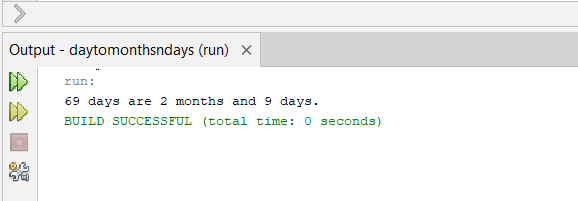 Output - daytomonthsndays (run)
run:
69 days are 2 months and 9 days.
BUILD SUCCESSFUL (total time: 0 seconds)